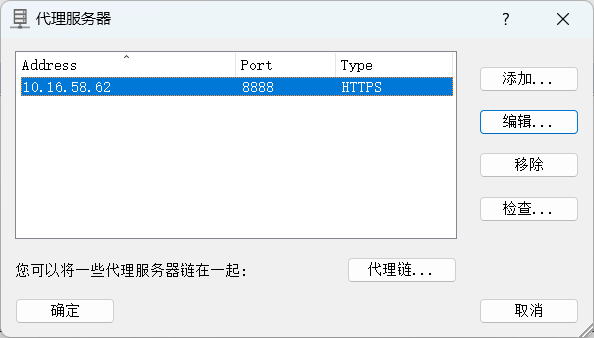 代理服务器
Address Port Type
10.16.58.62 8888 HTTPS
添加...
编辑...
移除
检查...
您可以将一些代理服务器链在一起:
代理链...
确定
取消